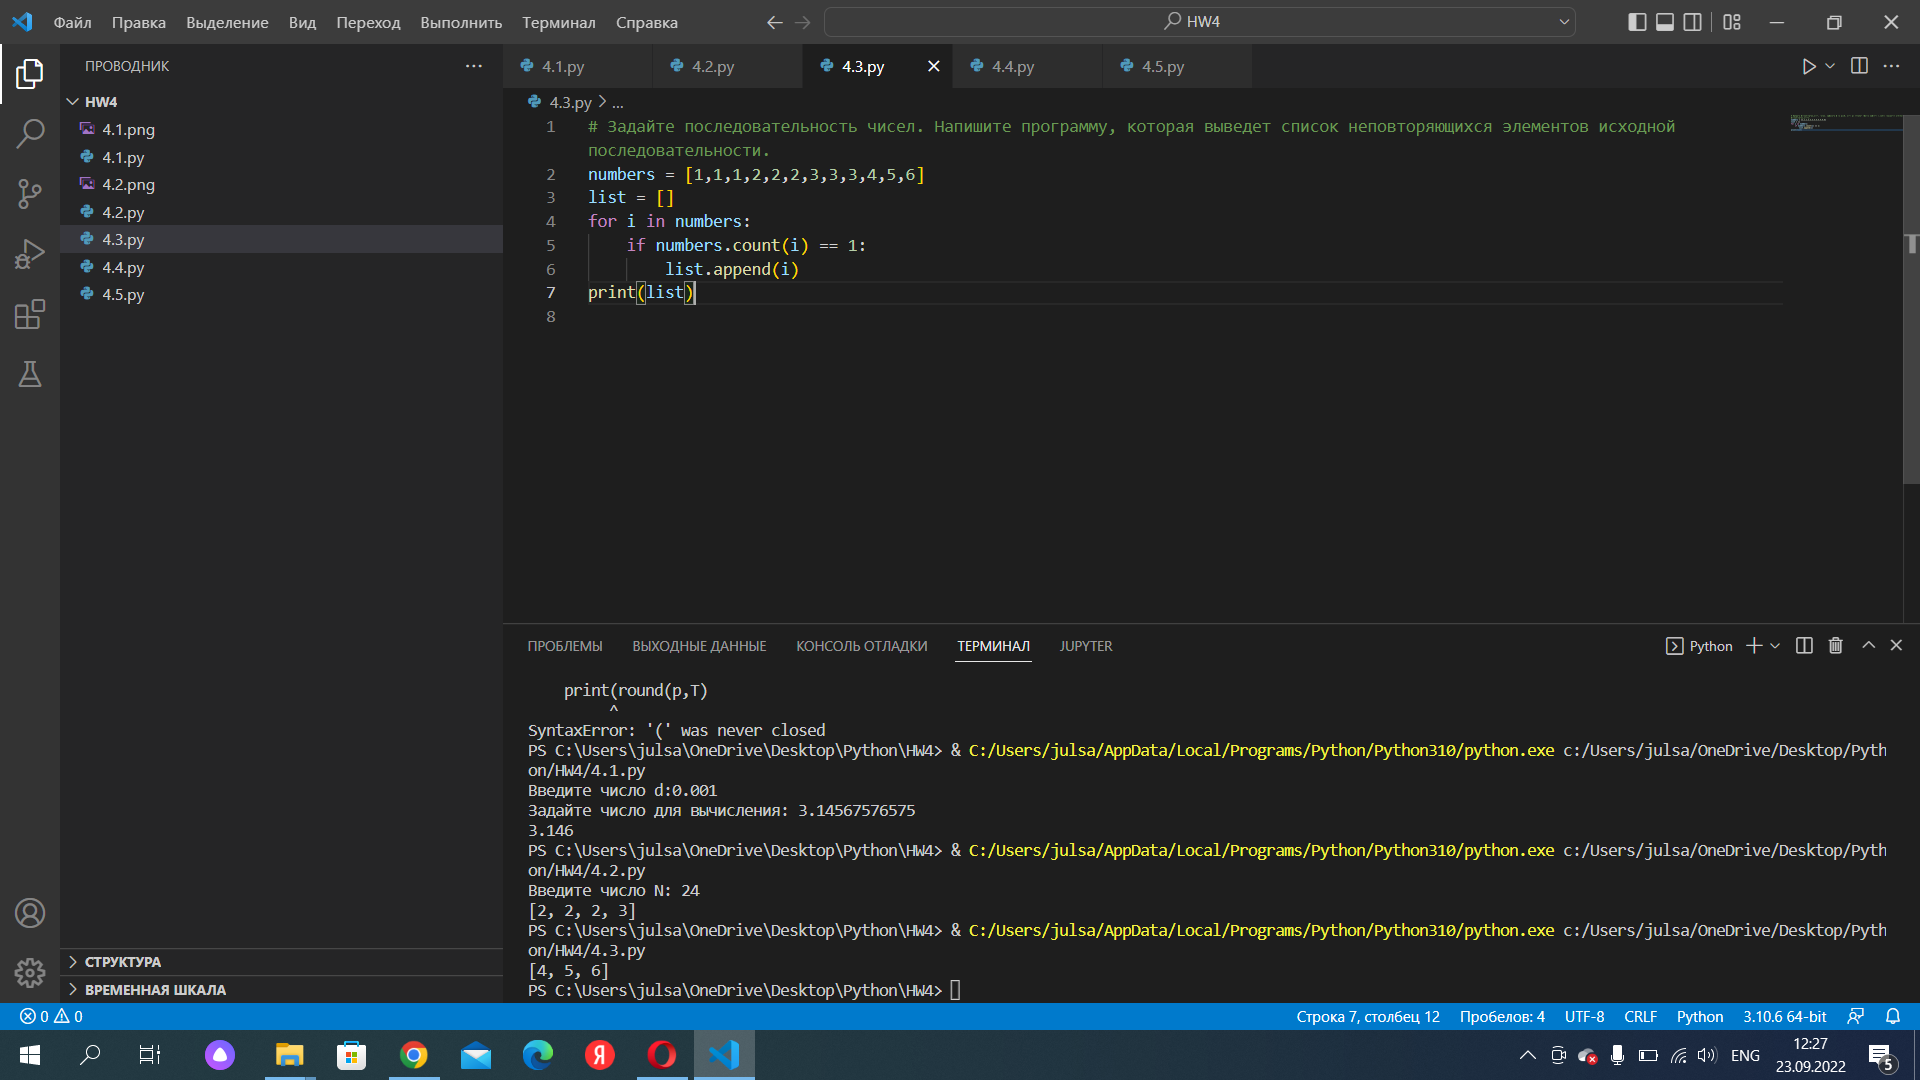 Файл Правка Выделение Вид Переход Выполнить Терминал Справка HW4
ПРОВОДНИК
HW4
4.1.png
4.1.py
4.2.png
4.2.py
4.3.py
4.4.py
4.5.py
СТРУКТУРА
ВРЕМЕННАЯ ШКАЛА
4.1.py 4.2.py 4.3.py 4.4.py 4.5.py
4.3.py > ...
1 # Задайте последовательность чисел. Напишите программу, которая выведет список неповторяющихся элементов исходной
последовательности.
2 numbers = [1,1,1,2,2,2,3,3,3,4,5,6]
3 list = []
4 for i in numbers:
5 if numbers.count(i) == 1:
6 list.append(i)
7 print(list)
8
ПРОБЛЕМЫ ВЫХОДНЫЕ ДАННЫЕ КОНСОЛЬ ОТЛАДКИ ТЕРМИНАЛ JUPYTER Python
print(round(p,T)
^
SyntaxError: '(' was never closed
PS C:\Users\julsa\OneDrive\Desktop\Python\HW4> & C:/Users/julsa/AppData/Local/Programs/Python/Python310/python.exe c:/Users/julsa/OneDrive/Desktop/Pyth
on/HW4/4.1.py
Введите число d:0.001
Задайте число для вычисления: 3.14567576575
3.146
PS C:\Users\julsa\OneDrive\Desktop\Python\HW4> & C:/Users/julsa/AppData/Local/Programs/Python/Python310/python.exe c:/Users/julsa/OneDrive/Desktop/Pyth
on/HW4/4.2.py
Введите число N: 24
[2, 2, 2, 3]
PS C:\Users\julsa\OneDrive\Desktop\Python\HW4> & C:/Users/julsa/AppData/Local/Programs/Python/Python310/python.exe c:/Users/julsa/OneDrive/Desktop/Pyth
on/HW4/4.3.py
[4, 5, 6]
PS C:\Users\julsa\OneDrive\Desktop\Python\HW4>
0 0 Строка 7, столбец 12 Пробелов: 4 UTF-8 CRLF Python 3.10.6 64-bit
Я ENG 12:27
23.09.2022 5